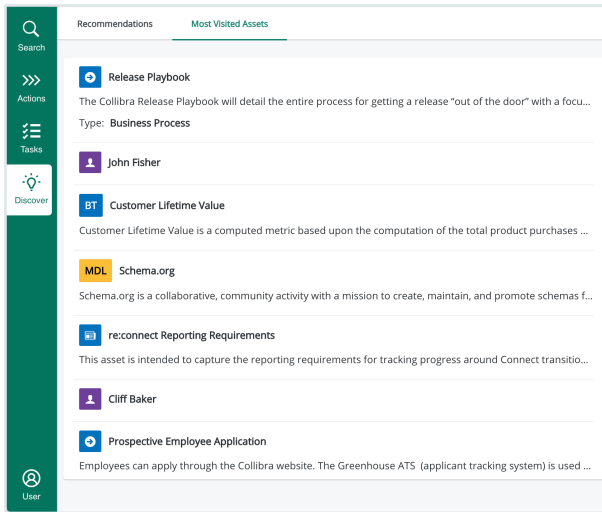 Recommendations
Most Visited Assets
Search
Actions
Tasks
Discover
User
Release Playbook
The Collibra Release Playbook will detail the entire process for getting a release “out of the door” with a focu...
Type: Business Process
John Fisher
BT Customer Lifetime Value
Customer Lifetime Value is a computed metric based upon the computation of the total product purchases ...
MDL Schema.org
Schema.org is a collaborative, community activity with a mission to create, maintain, and promote schemas f...
re:connect Reporting Requirements
This asset is intended to capture the reporting requirements for tracking progress around Connect transitio...
Cliff Baker
Prospective Employee Application
Employees can apply through the Collibra website. The Greenhouse ATS (applicant tracking system) is used ...